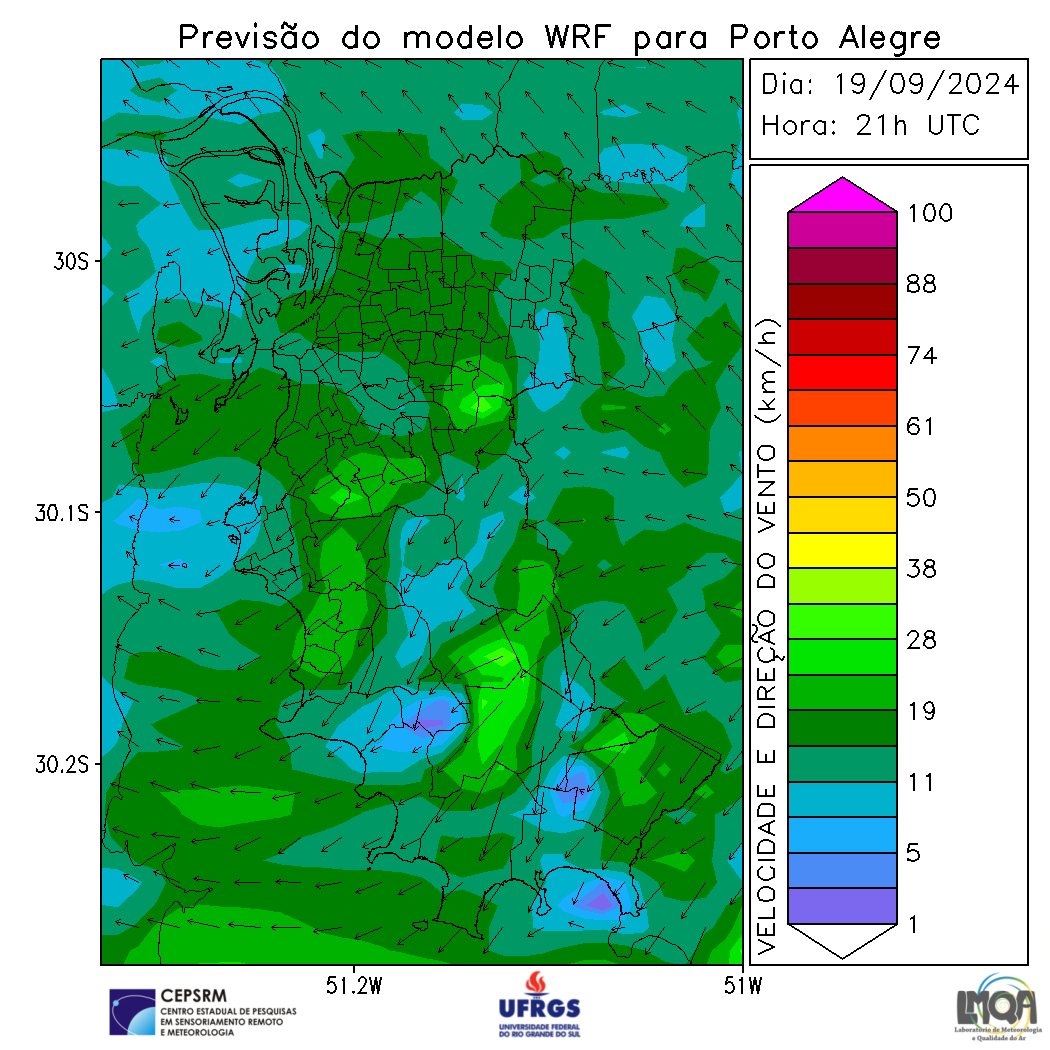 Previsão do modelo WRF para Porto Alegre
Dia: 19/09/2024
Hora: 21h UTC
30S
30.1S
30.2S
51.2W
51W
VELOCIDADE E DIREÇÃO DO VENTO (km/h)
100
88
74
61
50
38
28
19
11
5
1
CEPSRM
CENTRO ESTADUAL DE PESQUISAS
EM SENSORIAMENTO REMOTO
E METEOROLOGIA
UFRGS
UNIVERSIDADE FEDERAL
DO RIO GRANDE DO SUL
LMQA
Laboratório de Meteorologia
e Qualidade do Ar